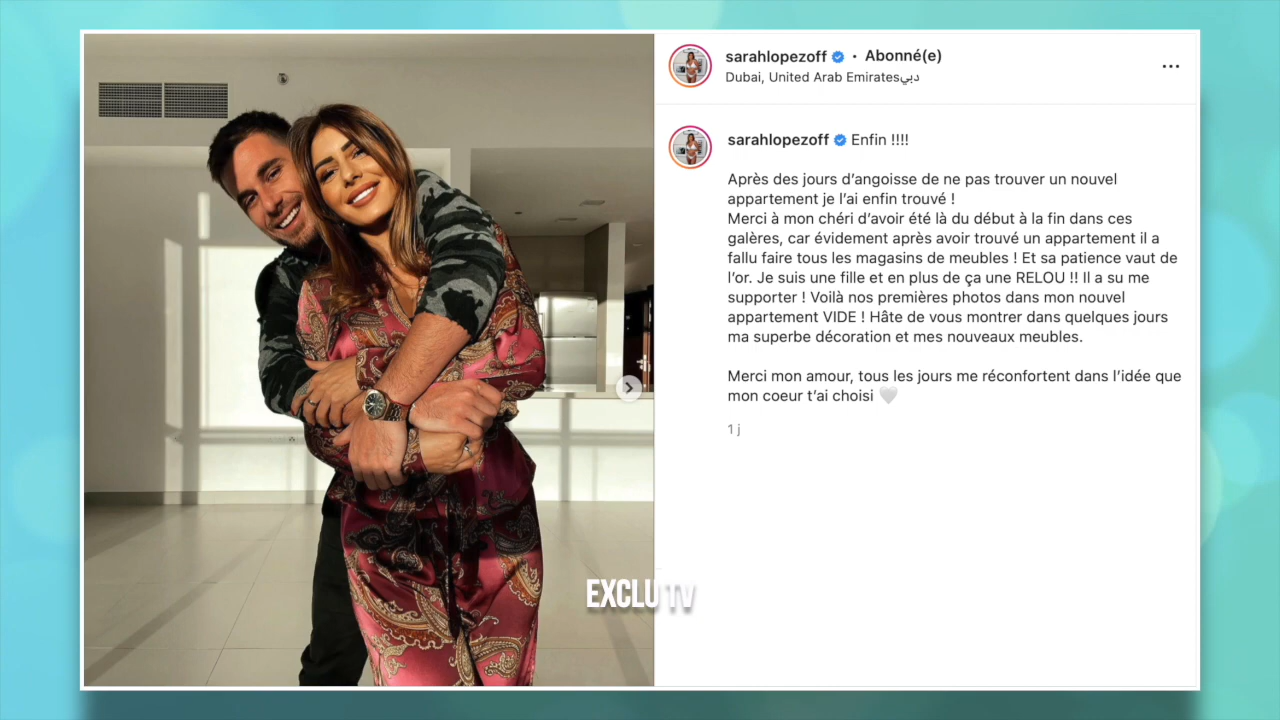 sarahlopezoff • Abonné(e)
Dubai, United Arab Emiratesدبي
sarahlopezoff Enfin !!!!
Après des jours d’angoisse de ne pas trouver un nouvel
appartement je l’ai enfin trouvé !
Merci à mon chéri d’avoir été là du début à la fin dans ces
galères, car évidement après avoir trouvé un appartement il a
fallu faire tous les magasins de meubles ! Et sa patience vaut de
l’or. Je suis une fille et en plus de ça une RELOU !! Il a su me
supporter ! Voilà nos premières photos dans mon nouvel
appartement VIDE ! Hâte de vous montrer dans quelques jours
ma superbe décoration et mes nouveaux meubles.
Merci mon amour, tous les jours me réconfortent dans l’idée que
mon coeur t’ai choisi 🤍
1 j
EXCLU TV